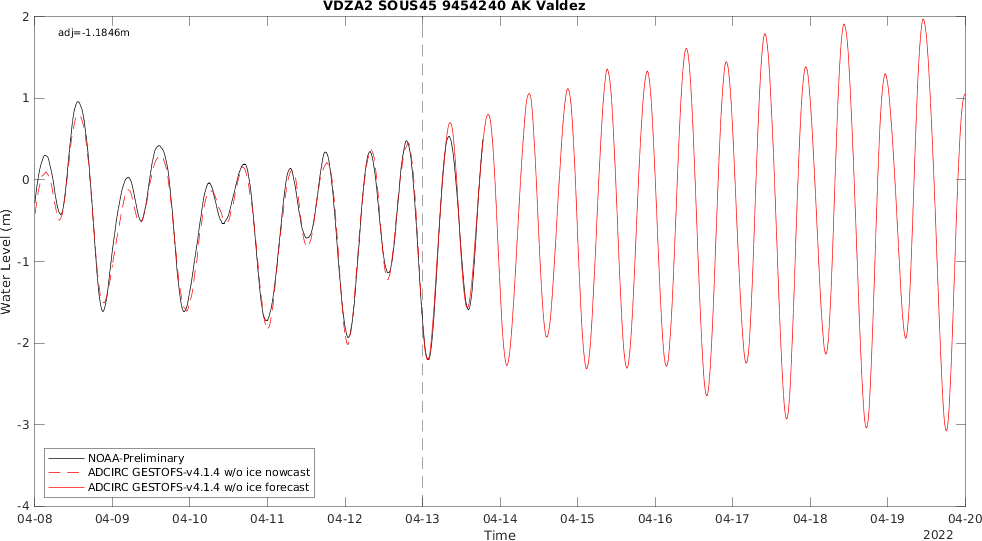 VDZA2 SOUS45 9454240 AK Valdez
adj=-1.1846m
2
1
0
-1
-2
-3
-4
Water Level (m)
NOAA-Preliminary
ADCIRC GESTOFS-v4.1.4 w/o ice nowcast
ADCIRC GESTOFS-v4.1.4 w/o ice forecast
04-08 04-09 04-10 04-11 04-12 04-13 04-14 04-15 04-16 04-17 04-18 04-19 04-20
Time
2022